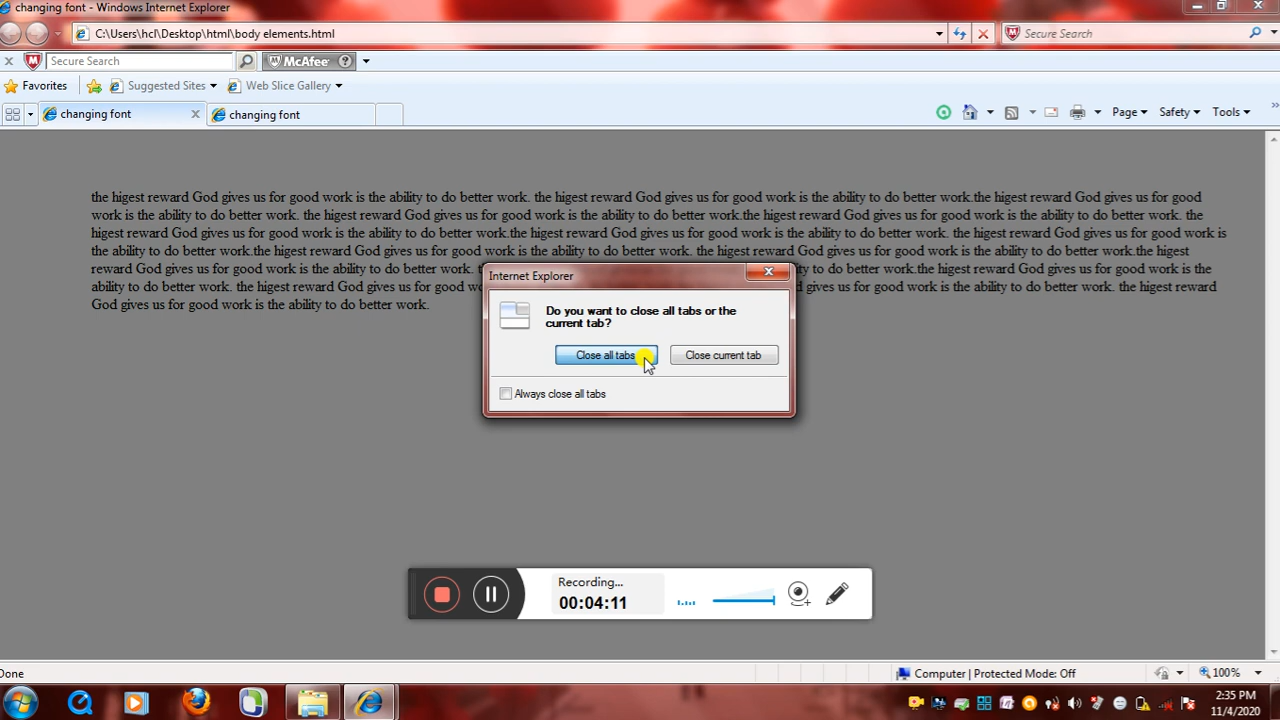 changing font - Windows Internet Explorer
C:\Users\hcl\Desktop\html\body elements.html
Secure Search
Secure Search
McAfee
Favorites
Suggested Sites
Web Slice Gallery
changing font
changing font
Page
Safety
Tools
the higest reward God gives us for good work is the ability to do better work. the higest reward God gives us for good work is the ability to do better work.the higest reward God gives us for good
work is the ability to do better work. the higest reward God gives us for good work is the ability to do better work.the higest reward God gives us for good work is the ability to do better work. the
higest reward God gives us for good work is the ability to do better work.the higest reward God gives us for good work is the ability to do better work. the higest reward God gives us for good work is
the ability to do better work.the higest reward God gives us for good work is the ability to do better work. the higest reward God gives us for good work is the ability to do better work.the higest
reward God gives us for good work is the ability to do better work. ty to do better work.the higest reward God gives us for good work is the
ability to do better work. the higest reward God gives us for good wo d gives us for good work is the ability to do better work. the higest reward
God gives us for good work is the ability to do better work.
Internet Explorer
Do you want to close all tabs or the
current tab?
Close all tabs
Close current tab
Always close all tabs
Recording...
00:04:11
Done
Computer | Protected Mode: Off
100%
2:35 PM
11/4/2020